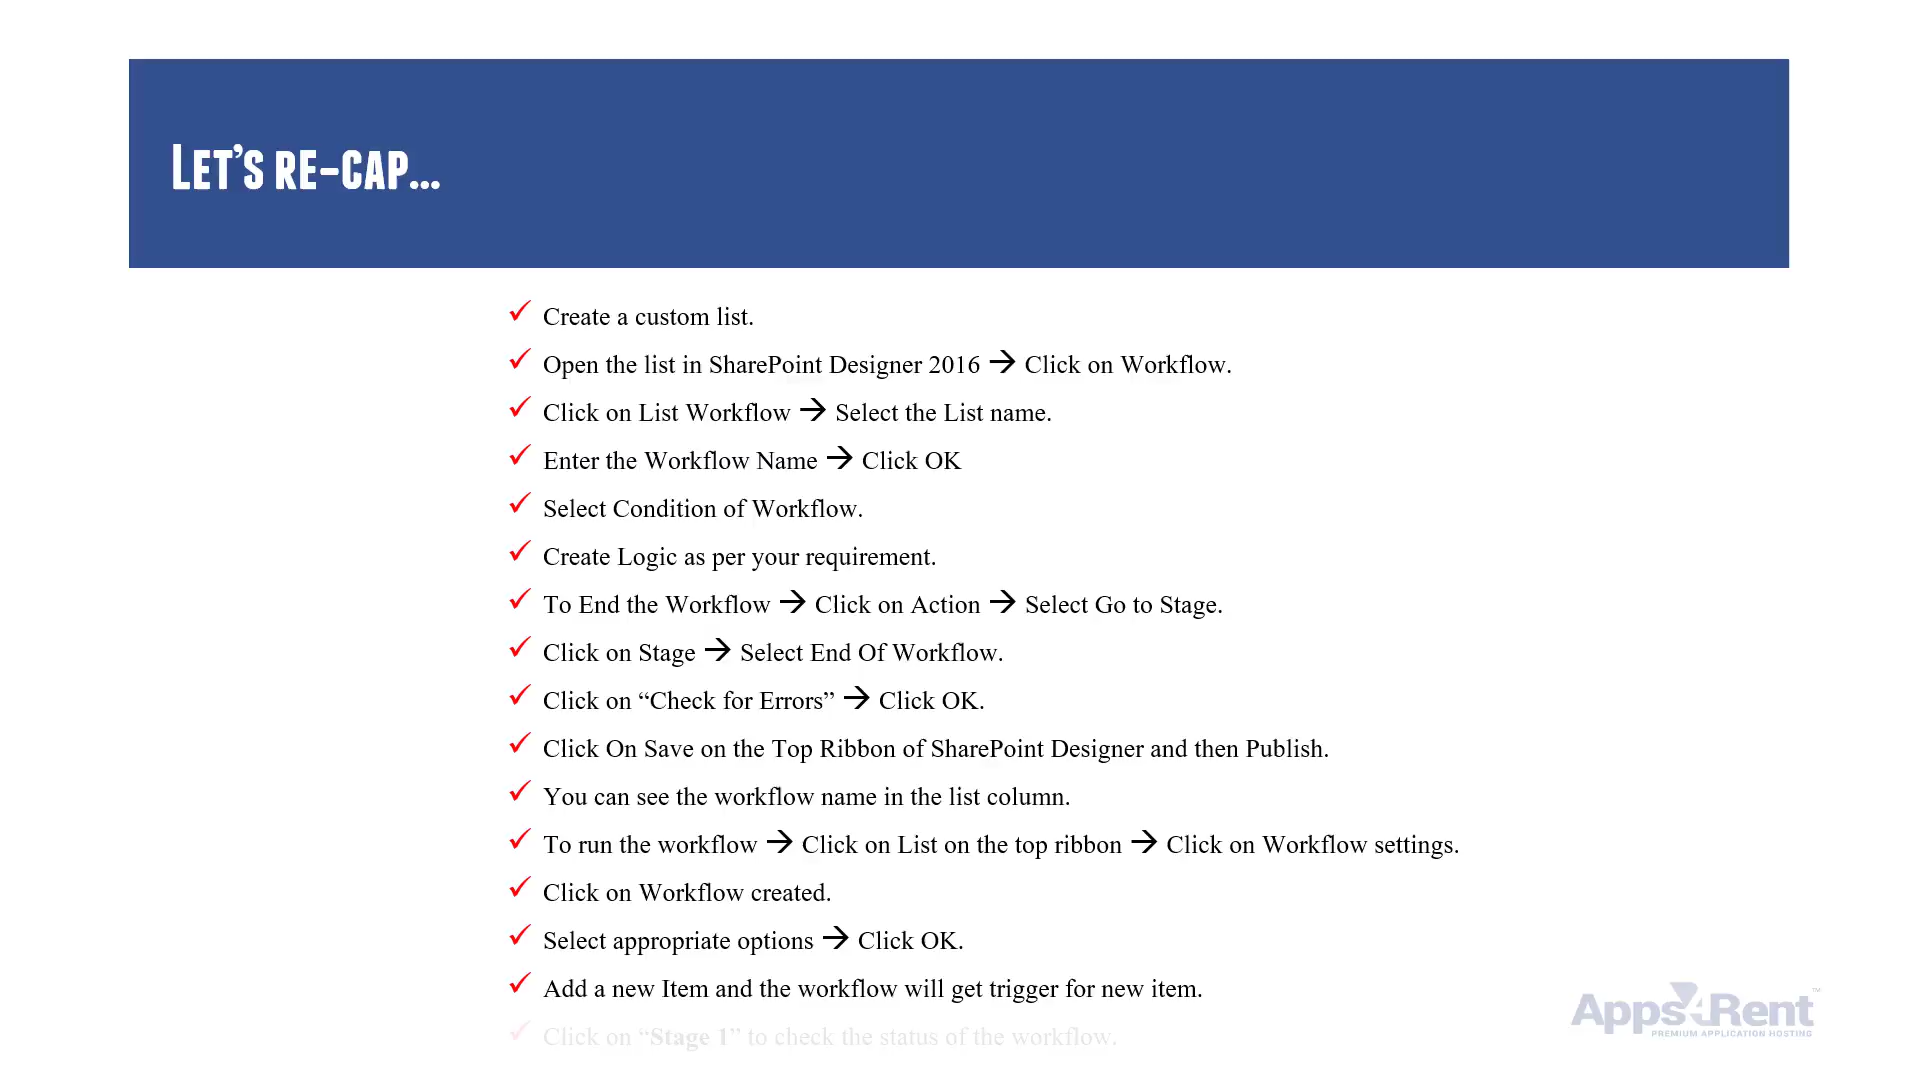 Let's re-cap...
✓ Create a custom list.
✓ Open the list in SharePoint Designer 2016 → Click on Workflow.
✓ Click on List Workflow → Select the List name.
✓ Enter the Workflow Name → Click OK
✓ Select Condition of Workflow.
✓ Create Logic as per your requirement.
✓ To End the Workflow → Click on Action → Select Go to Stage.
✓ Click on Stage → Select End Of Workflow.
✓ Click on “Check for Errors” → Click OK.
✓ Click On Save on the Top Ribbon of SharePoint Designer and then Publish.
✓ You can see the workflow name in the list column.
✓ To run the workflow → Click on List on the top ribbon → Click on Workflow settings.
✓ Click on Workflow created.
✓ Select appropriate options → Click OK.
✓ Add a new Item and the workflow will get trigger for new item.
✓ Click on “Stage 1” to check the status of the workflow.
Apps4Rent™
PREMIUM APPLICATION HOSTING